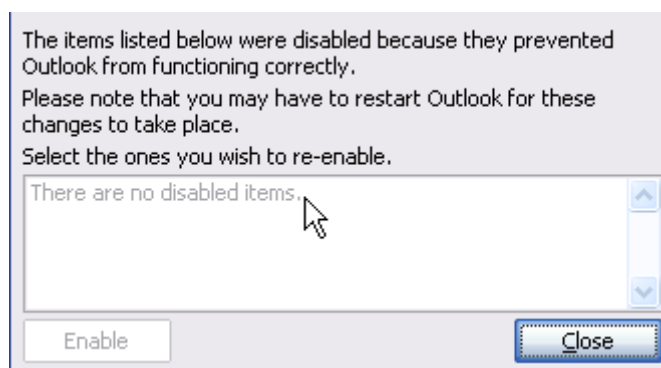 The items listed below were disabled because they prevented
Outlook from functioning correctly.
Please note that you may have to restart Outlook for these
changes to take place.
Select the ones you wish to re-enable.
There are no disabled items.
Enable
Close